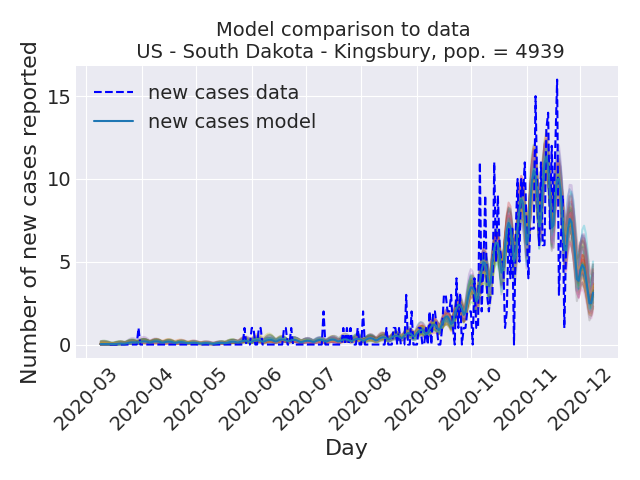 Model comparison to data
US - South Dakota - Kingsbury, pop. = 4939
Number of new cases reported
15
10
5
0
new cases data
new cases model
2020-03
2020-04
2020-05
2020-06
2020-07
2020-08
2020-09
2020-10
2020-11
2020-12
Day